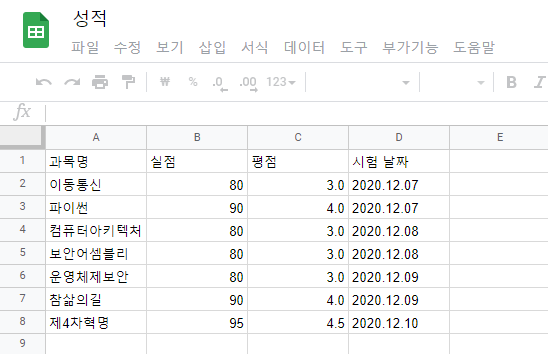 성적
파일 수정 보기 삽입 서식 데이터 도구 부가기능 도움말
₩ % .0 .00 123 B I
fx
A B C D E
1 과목명 실점 평점 시험 날짜
2 이동통신 80 3.0 2020.12.07
3 파이썬 90 4.0 2020.12.07
4 컴퓨터아키텍처 80 3.0 2020.12.08
5 보안어셈블리 80 3.0 2020.12.08
6 운영체제보안 80 3.0 2020.12.09
7 참삶의길 90 4.0 2020.12.09
8 제4차혁명 95 4.5 2020.12.10
9